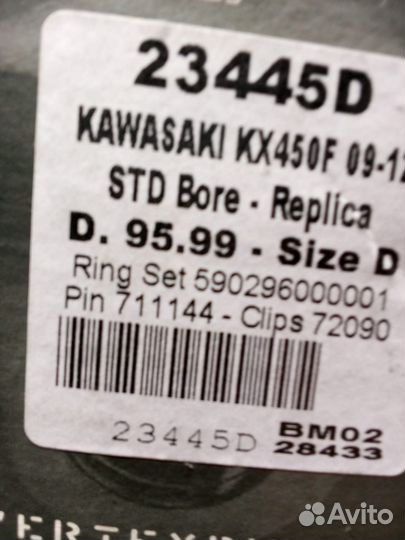 23445D
KAWASAKI KX450F 09-12
STD Bore - Replica
D. 95.99 - Size D
Ring Set 590296000001
Pin 711144 - Clips 72090
23445D
BM02
28433
Avito